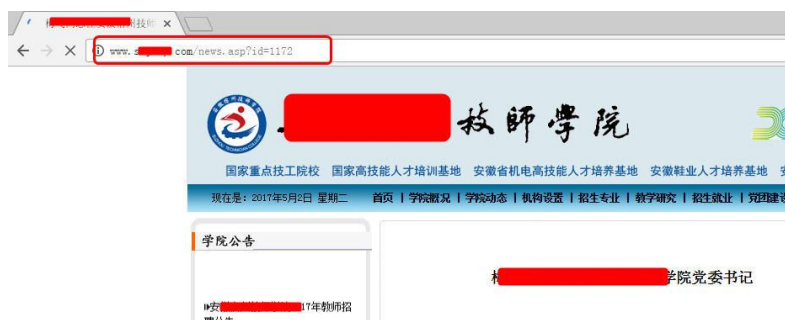 技师
www.s
com/news.asp?id=1172
技師學院
国家重点技工院校 国家高技能人才培训基地 安徽省机电高技能人才培养基地 安徽鞋业人才培养基地
现在是：2017年5月2日 星期二 首页 | 学院概况 | 学院动态 | 机构设置 | 招生专业 | 教学研究 | 招生就业 | 党团建设
学院公告
学院党委书记
安
17年教师招
聘公告